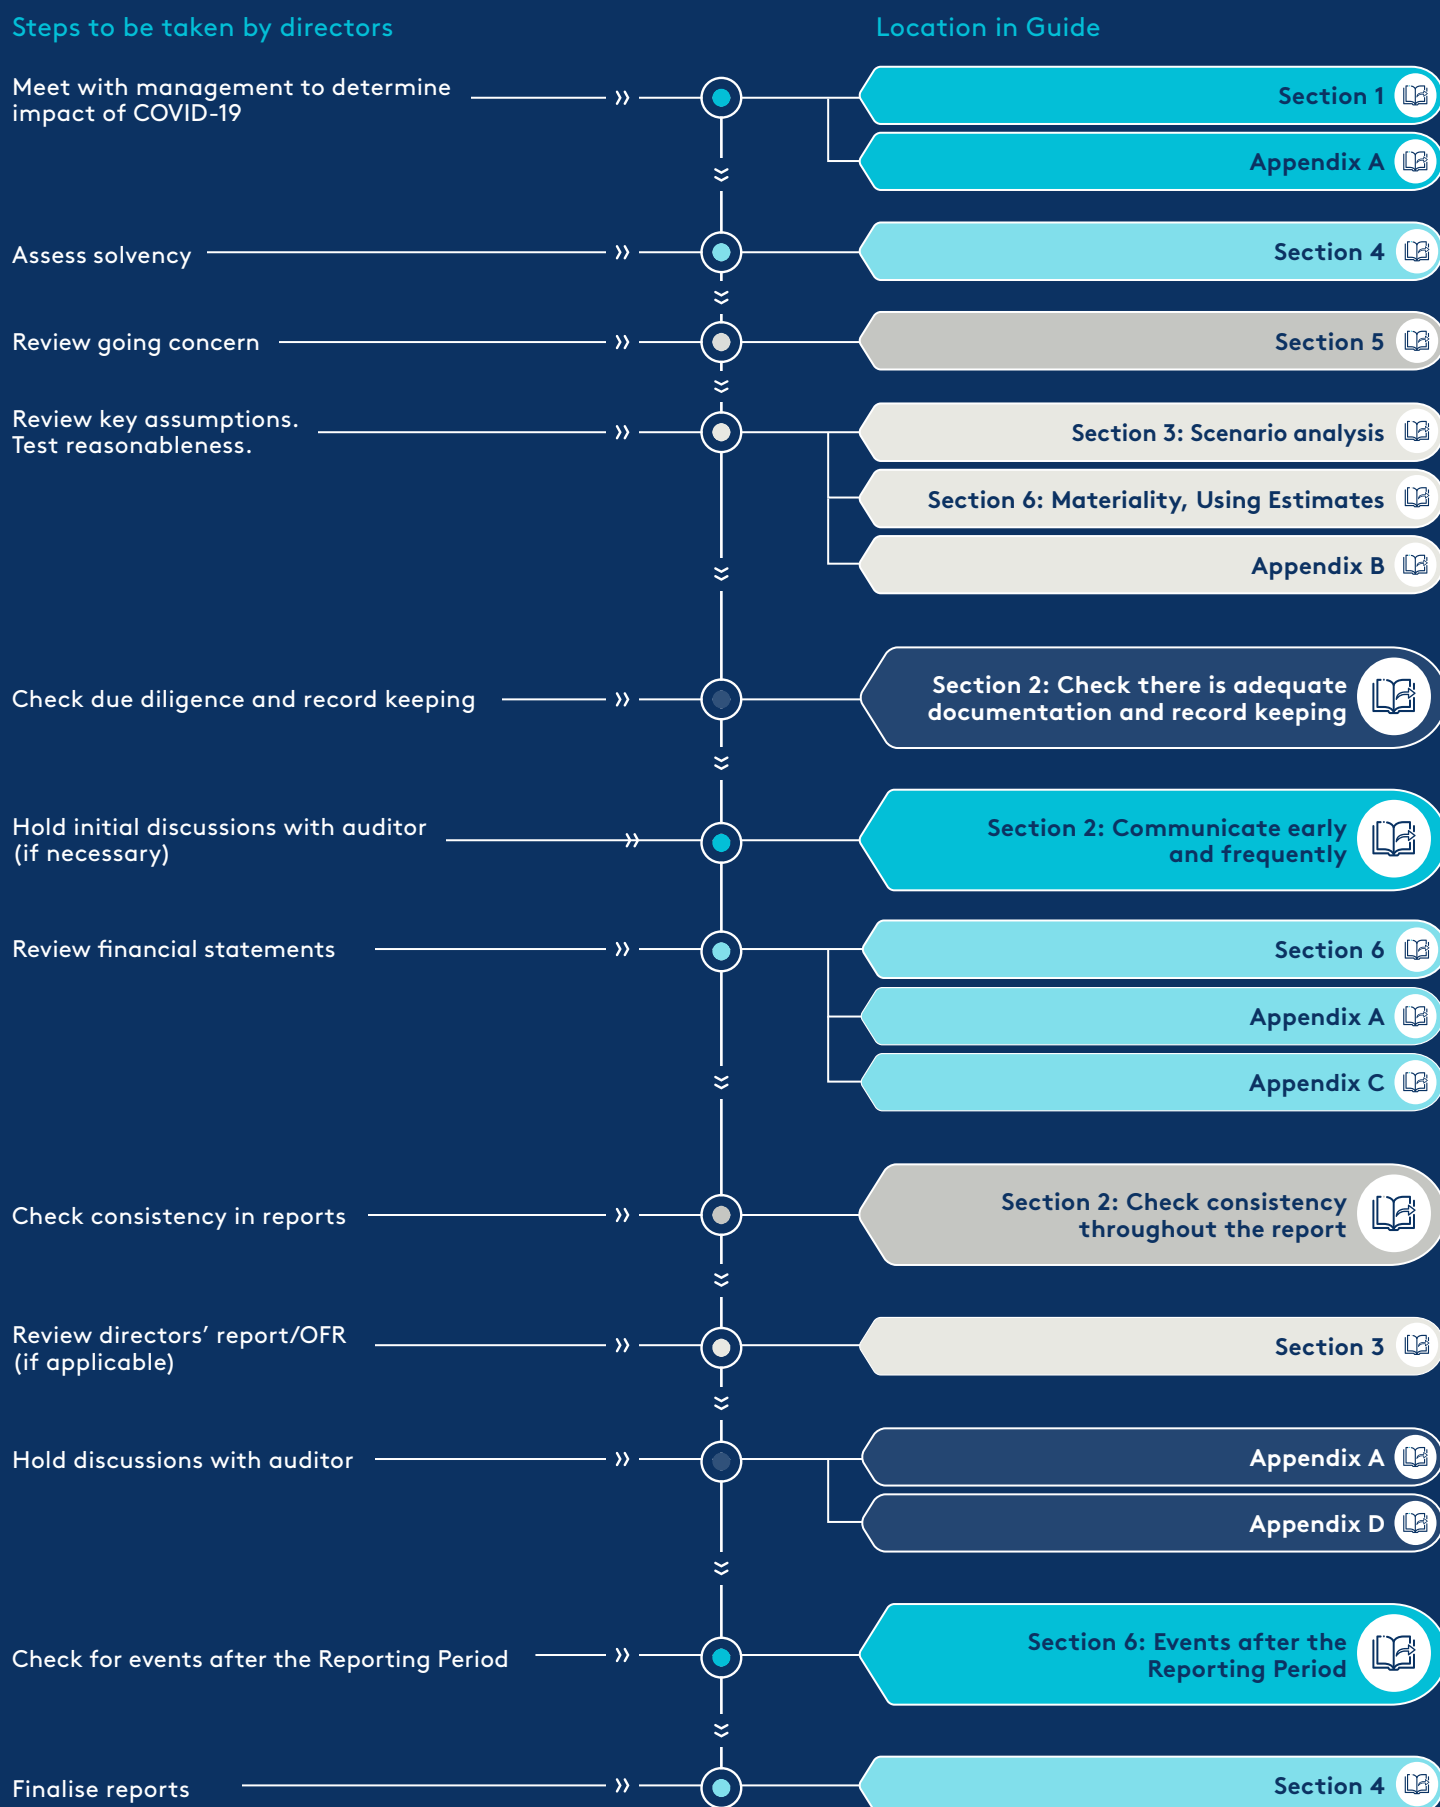 Steps to be taken by directors
Location in Guide
Meet with management to determine
impact of COVID-19
Section 1
Appendix A
Assess solvency
Section 4
Review going concern
Section 5
Review key assumptions.
Test reasonableness.
Section 3: Scenario analysis
Section 6: Materiality, Using Estimates
Appendix B
Check due diligence and record keeping
Section 2: Check there is adequate
documentation and record keeping
Hold initial discussions with auditor
(if necessary)
Section 2: Communicate early
and frequently
Review financial statements
Section 6
Appendix A
Appendix C
Check consistency in reports
Section 2: Check consistency
throughout the report
Review directors’ report/OFR
(if applicable)
Section 3
Hold discussions with auditor
Appendix A
Appendix D
Check for events after the Reporting Period
Section 6: Events after the
Reporting Period
Finalise reports
Section 4